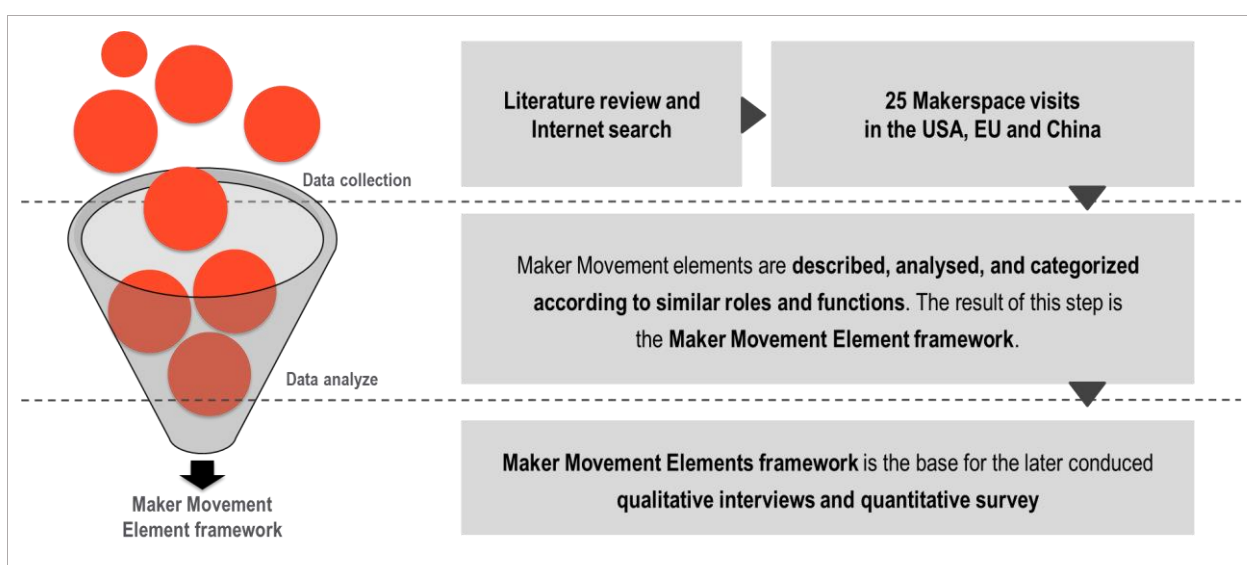 Literature review and
Internet search
25 Makerspace visits
in the USA, EU and China
Data collection
Maker Movement elements are described, analysed, and categorized
according to similar roles and functions. The result of this step is
the Maker Movement Element framework.
Data analyze
Maker Movement Elements framework is the base for the later conduced
qualitative interviews and quantitative survey
Maker Movement
Element framework